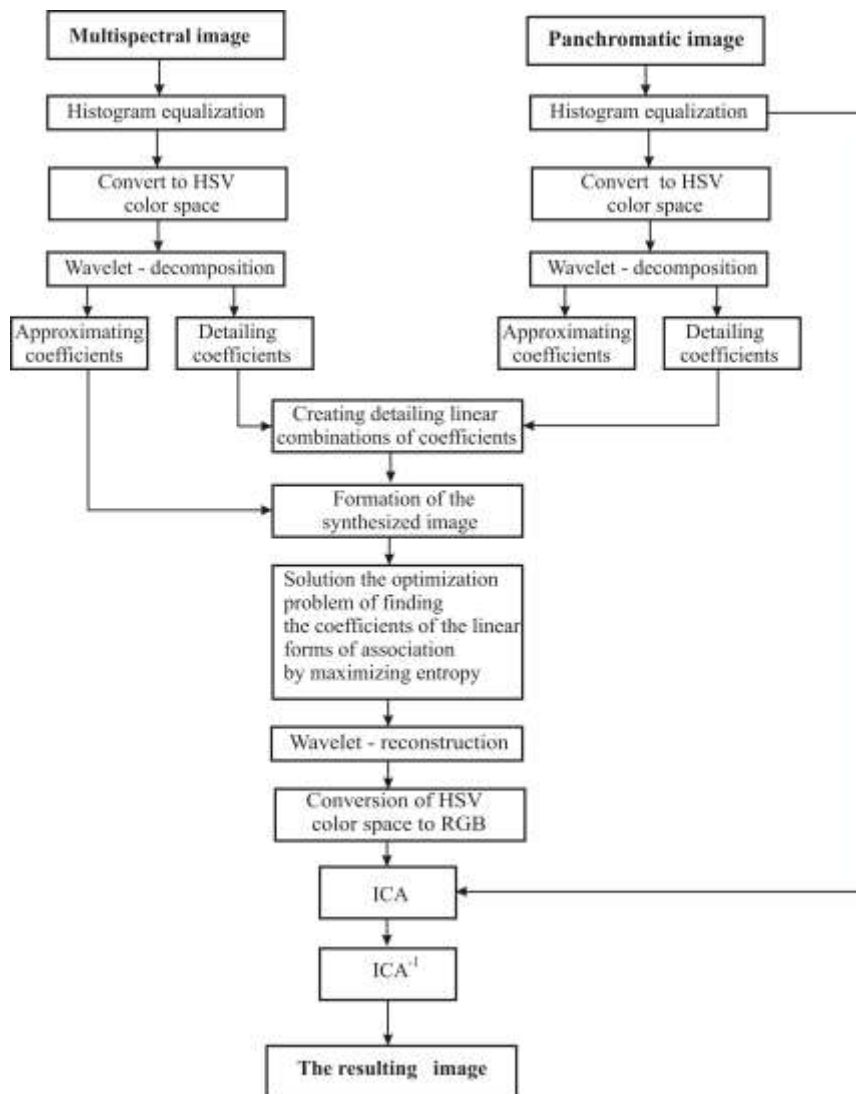 Multispectral image
Panchromatic image
Histogram equalization
Histogram equalization
Convert to HSV
color space
Convert to HSV
color space
Wavelet - decomposition
Wavelet - decomposition
Approximating
coefficients
Detailing
coefficients
Approximating
coefficients
Detailing
coefficients
Creating detailing linear
combinations of coefficients
Formation of the
synthesized image
Solution the optimization
problem of finding
the coefficients of the linear
forms of association
by maximizing entropy
Wavelet - reconstruction
Conversion of HSV
color space to RGB
ICA
ICA⁻¹
The resulting image